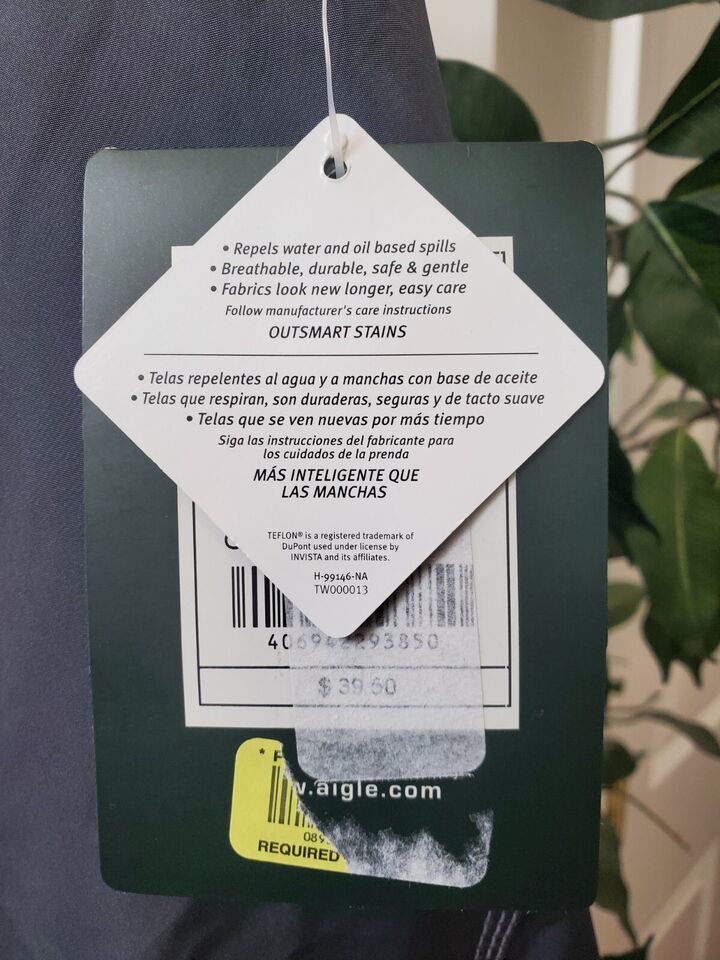 • Repels water and oil based spills
• Breathable, durable, safe & gentle
• Fabrics look new longer, easy care
Follow manufacturer's care instructions
OUTSMART STAINS
• Telas repelentes al agua y a manchas con base de aceite
• Telas que respiran, son duraderas, seguras y de tacto suave
• Telas que se ven nuevas por más tiempo
Siga las instrucciones del fabricante para
los cuidados de la prenda
MÁS INTELIGENTE QUE
LAS MANCHAS
TEFLON® is a registered trademark of
DuPont used under license by
INVISTA and its affiliates.
H-99146-NA
TW000013
$ 39.50
w.aigle.com
REQUIRED